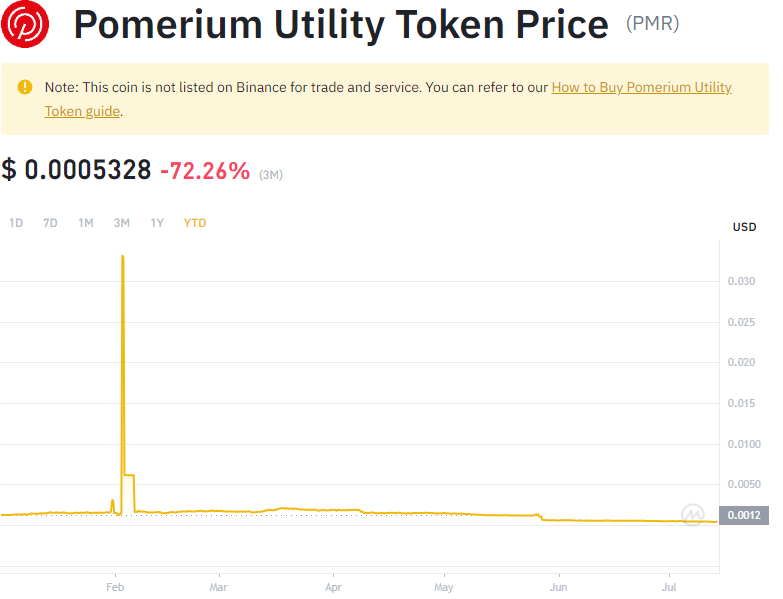 Pomerium Utility Token Price (PMR)
Note: This coin is not listed on Binance for trade and service. You can refer to our How to Buy Pomerium Utility
Token guide.
$ 0.0005328 -72.26% (3M)
1D 7D 1M 3M 1Y YTD
USD
0.030
0.025
0.020
0.015
0.0100
0.0050
0.0012
Feb Mar Apr May Jun Jul